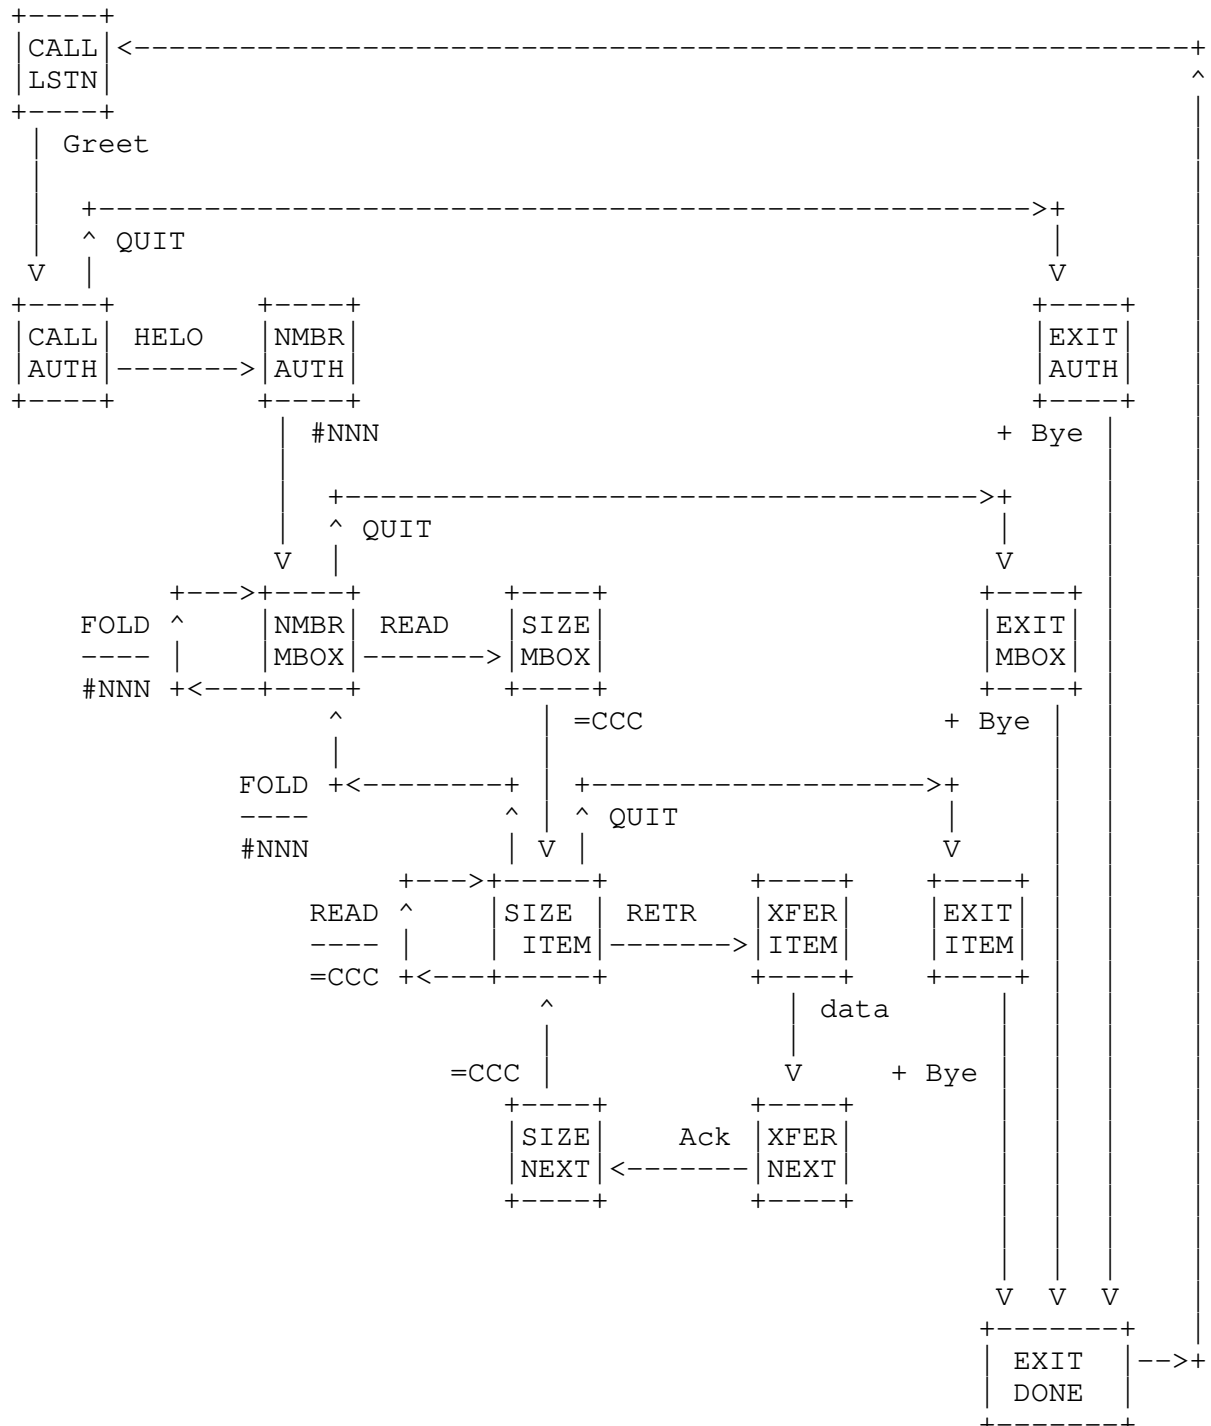 CALL
LSTN
Greet
QUIT
CALL HELO NMBR EXIT
AUTH AUTH AUTH
#NNN + Bye
QUIT
FOLD NMBR READ SIZE EXIT
---- MBOX MBOX MBOX
#NNN
=CCC + Bye
FOLD
---- QUIT
#NNN
READ SIZE RETR XFER EXIT
---- ITEM ITEM ITEM
=CCC
data
=CCC + Bye
SIZE Ack XFER
NEXT NEXT
EXIT
DONE